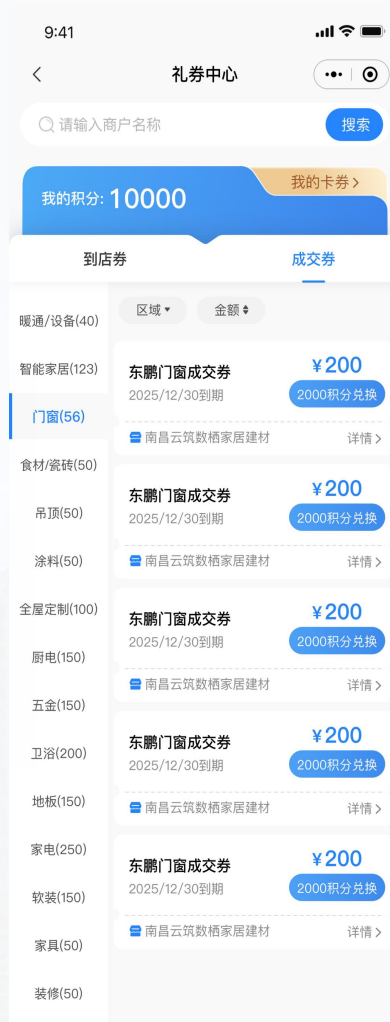 9:41
礼券中心
请输入商户名称
搜索
我的积分: 10000
我的卡券
到店券
成交券
区域
金额
暖通/设备(40)
智能家居(123)
门窗(56)
食材/瓷砖(50)
吊顶(50)
涂料(50)
全屋定制(100)
厨电(150)
五金(150)
卫浴(200)
地板(150)
家电(250)
软装(150)
家具(50)
装修(50)
东鹏门窗成交券
¥200
2025/12/30到期
2000积分兑换
南昌云筑数栖家居建材
详情
东鹏门窗成交券
¥200
2025/12/30到期
2000积分兑换
南昌云筑数栖家居建材
详情
东鹏门窗成交券
¥200
2025/12/30到期
2000积分兑换
南昌云筑数栖家居建材
详情
东鹏门窗成交券
¥200
2025/12/30到期
2000积分兑换
南昌云筑数栖家居建材
详情
东鹏门窗成交券
¥200
2025/12/30到期
2000积分兑换
南昌云筑数栖家居建材
详情